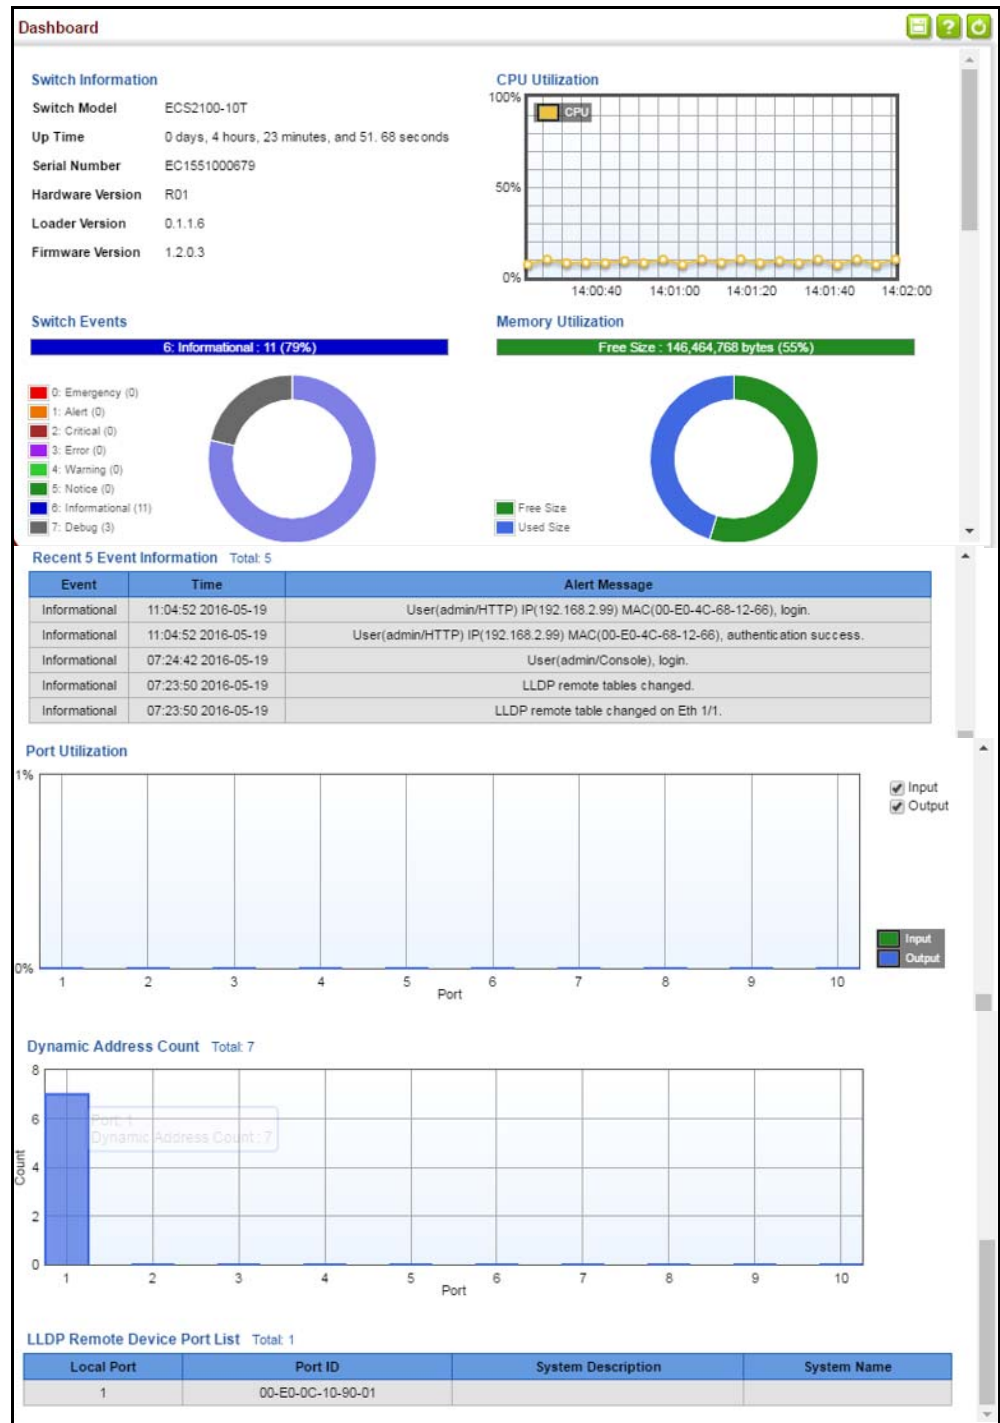 Dashboard
Switch Information
Switch Model ECS2100-10T
Up Time 0 days, 4 hours, 23 minutes, and 51. 68 seconds
Serial Number EC1551000679
Hardware Version R01
Loader Version 0.1.1.6
Firmware Version 1.2.0.3
CPU Utilization
100%
CPU
50%
0%
14:00:40 14:01:00 14:01:20 14:01:40 14:02:00
Switch Events
6: Informational : 11 (79%)
0: Emergency (0)
1: Alert (0)
2: Critical (0)
3: Error (0)
4: Warning (0)
5: Notice (0)
6: Informational (11)
7: Debug (3)
Memory Utilization
Free Size : 146,464,768 bytes (55%)
Free Size
Used Size
Recent 5 Event Information Total: 5
Event Time Alert Message
Informational 11:04:52 2016-05-19 User(admin/HTTP) IP(192.168.2.99) MAC(00-E0-4C-68-12-66), login.
Informational 11:04:52 2016-05-19 User(admin/HTTP) IP(192.168.2.99) MAC(00-E0-4C-68-12-66), authentication success.
Informational 07:24:42 2016-05-19 User(admin/Console), login.
Informational 07:23:50 2016-05-19 LLDP remote tables changed.
Informational 07:23:50 2016-05-19 LLDP remote table changed on Eth 1/1.
Port Utilization
1%
0%
1 2 3 4 5 6 7 8 9 10
Port
Input
Output
Input
Output
Dynamic Address Count Total: 7
8
6
4
2
0
Count
Port: 1
Dynamic Address Count : 7
1 2 3 4 5 6 7 8 9 10
Port
LLDP Remote Device Port List Total: 1
Local Port Port ID System Description System Name
1 00-E0-0C-10-90-01